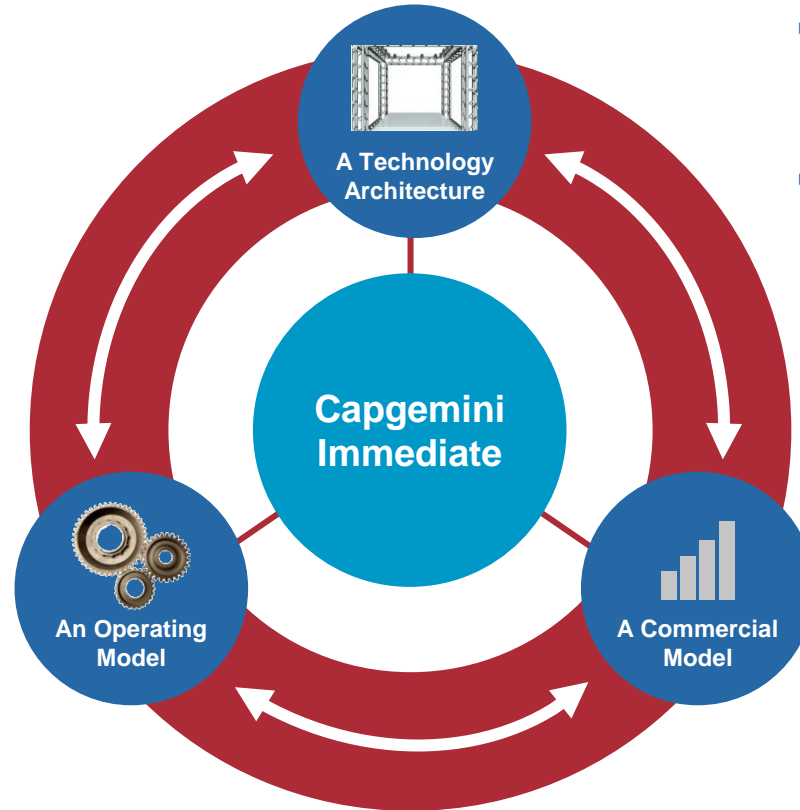 A Technology
Architecture
Capgemini
Immediate
An Operating
Model
A Commercial
Model